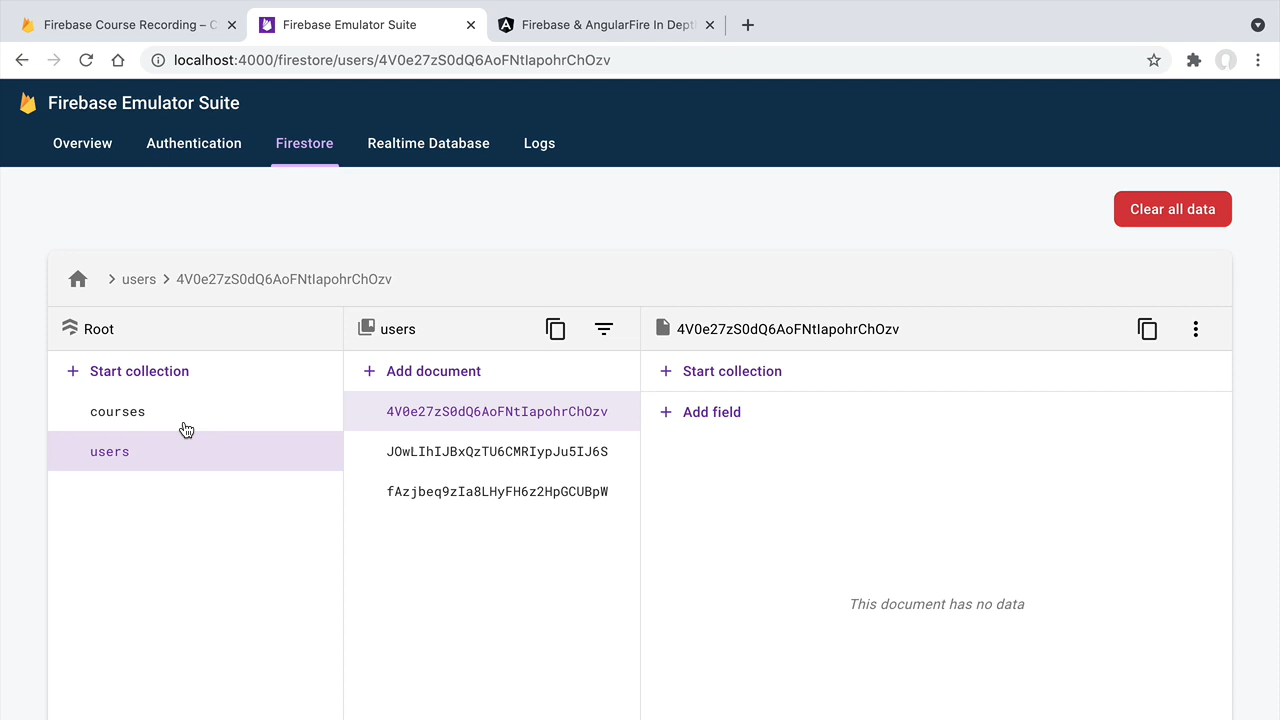 Firebase Course Recording – C
Firebase Emulator Suite
Firebase & AngularFire In Dept
localhost:4000/firestore/users/4V0e27zS0dQ6AoFNtIapohrChOzv
Firebase Emulator Suite
Overview
Authentication
Firestore
Realtime Database
Logs
Clear all data
users
4V0e27zS0dQ6AoFNtIapohrChOzv
Root
users
4V0e27zS0dQ6AoFNtIapohrChOzv
Start collection
Add document
Start collection
courses
4V0e27zS0dQ6AoFNtIapohrChOzv
Add field
users
JOwLIhIJBxQzTU6CMRIypJu5IJ6S
fAzjbeq9zIa8LHyFH6z2HpGCUBpW
This document has no data